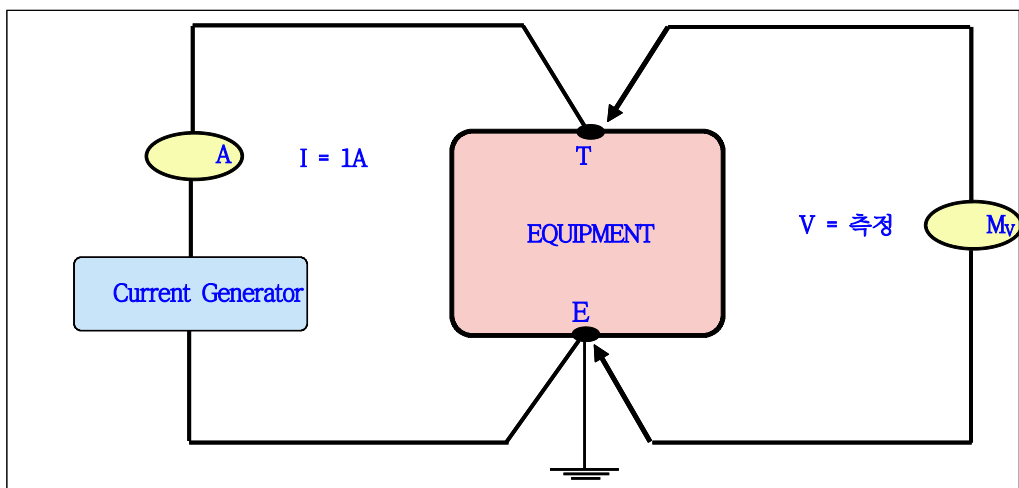 A
I = 1A
T
V = 측정
Mv
EQUIPMENT
Current Generator
E